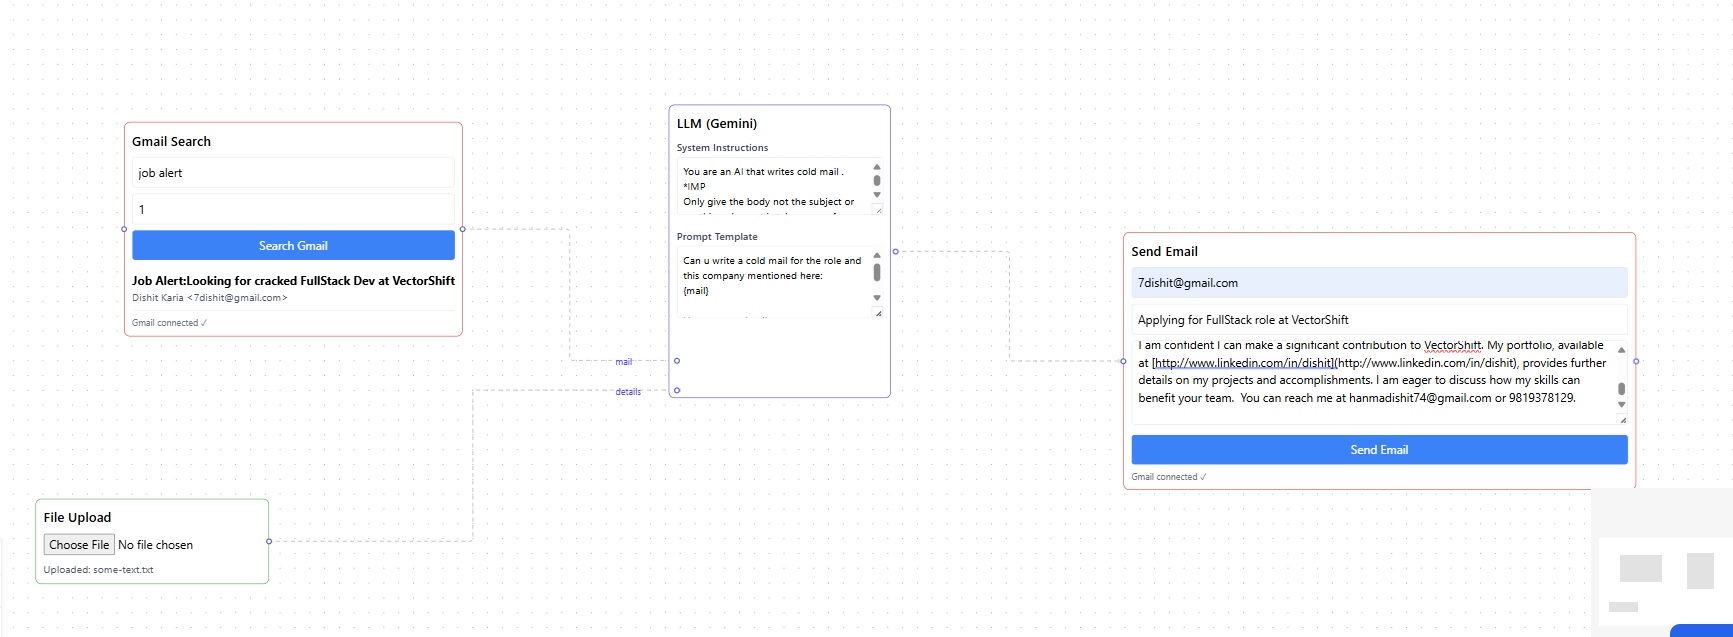 Gmail Search
job alert
1
Search Gmail
Job Alert:Looking for cracked FullStack Dev at VectorShift
Dishit Karia <7dishit@gmail.com>
Gmail connected ✓
File Upload
Choose File No file chosen
Uploaded: some-text.txt
LLM (Gemini)
System Instructions
You are an AI that writes cold mail .
*IMP
Only give the body not the subject or
Prompt Template
Can u write a cold mail for the role and
this company mentioned here:
{mail}
mail
details
Send Email
7dishit@gmail.com
Applying for FullStack role at VectorShift
I am confident I can make a significant contribution to VectorShift. My portfolio, available
at [http://www.linkedin.com/in/dishit](http://www.linkedin.com/in/dishit), provides further
details on my projects and accomplishments. I am eager to discuss how my skills can
benefit your team.  You can reach me at hanmadishit74@gmail.com or 9819378129.
Send Email
Gmail connected ✓